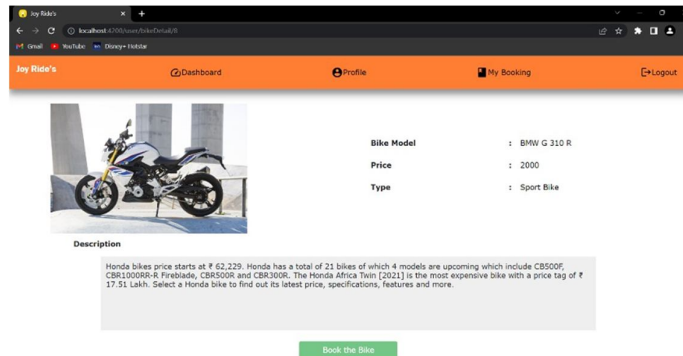 Joy Ride's
localhost:4200/user/bikeDetail/8
Gmail YouTube Disney+ Hotstar
Joy Ride's Dashboard Profile My Booking Logout
Bike Model : BMW G 310 R
Price : 2000
Type : Sport Bike
Description
Honda bikes price starts at ₹ 62,229. Honda has a total of 21 bikes of which 4 models are upcoming which include CB500F,
CBR1000RR-R Fireblade, CBR500R and CBR300R. The Honda Africa Twin [2021] is the most expensive bike with a price tag of ₹
17.51 Lakh. Select a Honda bike to find out its latest price, specifications, features and more.
Book the Bike